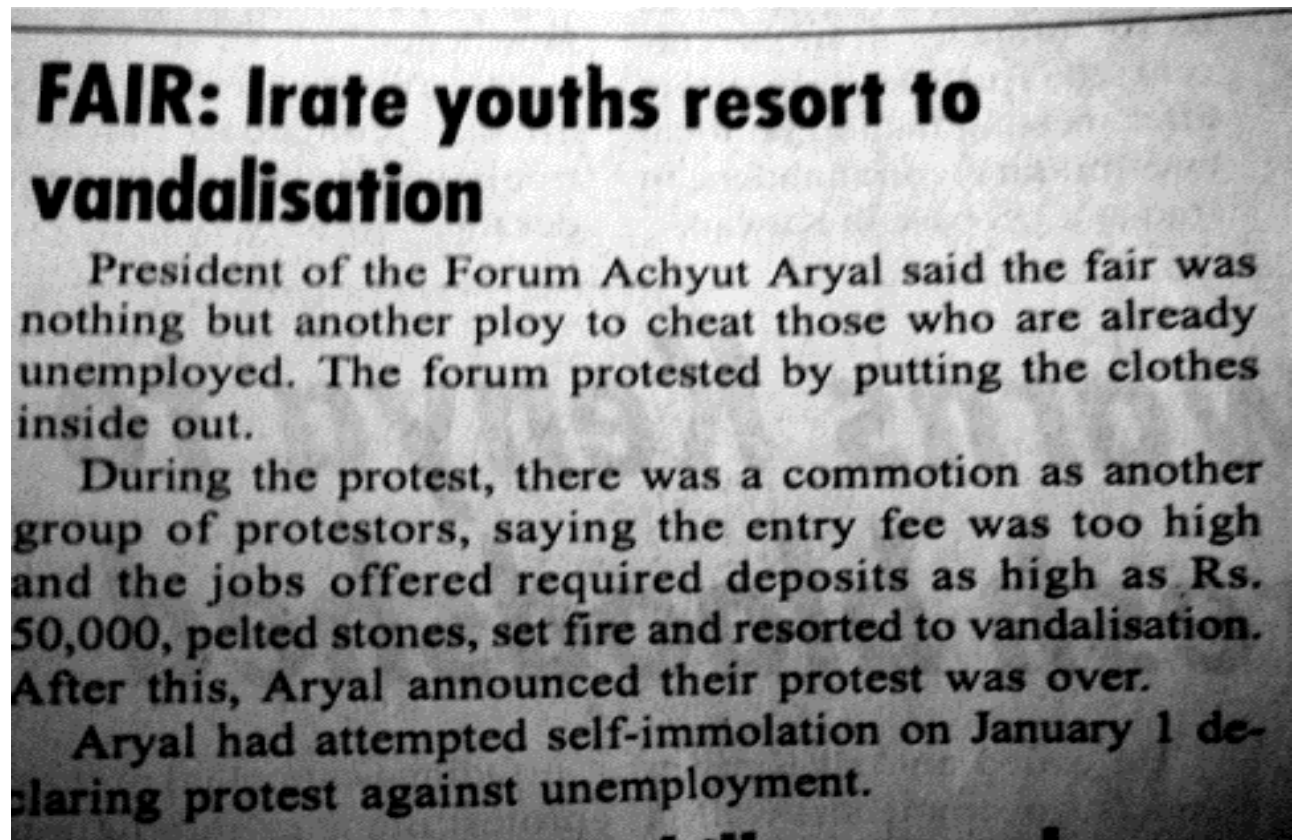 FAIR: Irate youths resort to
vandalisation
President of the Forum Achyut Aryal said the fair was
nothing but another ploy to cheat those who are already
unemployed. The forum protested by putting the clothes
inside out.
During the protest, there was a commotion as another
group of protestors, saying the entry fee was too high
and the jobs offered required deposits as high as Rs.
50,000, pelted stones, set fire and resorted to vandalisation.
After this, Aryal announced their protest was over.
Aryal had attempted self-immolation on January 1 de-
claring protest against unemployment.